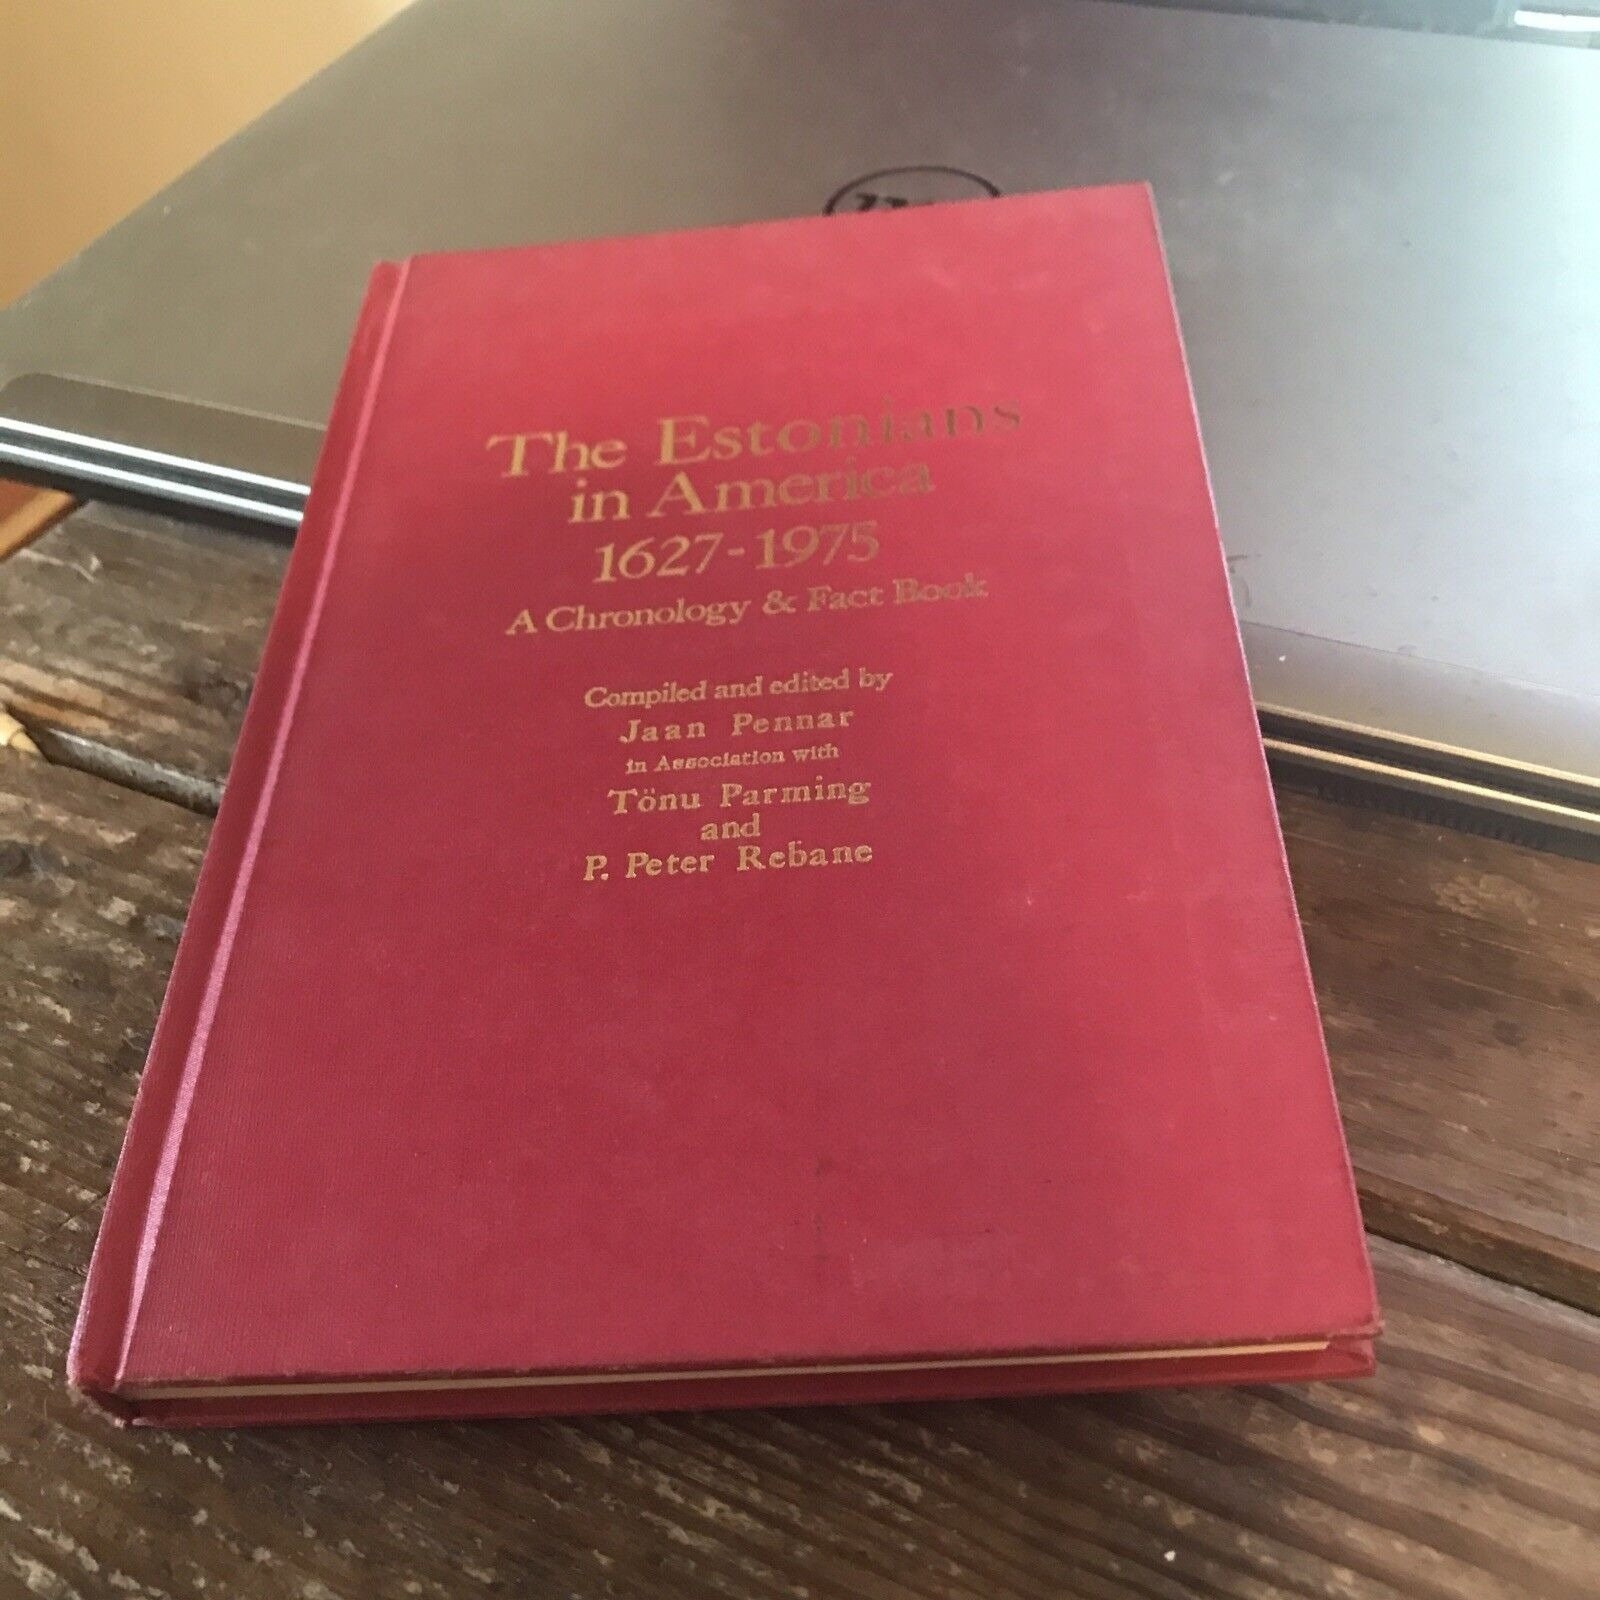 The Estonians
in America
1627-1975
A Chronology & Fact Book
Compiled and edited by
Jaan Pennar
in Association with
Tönu Parming
and
P. Peter Rebane